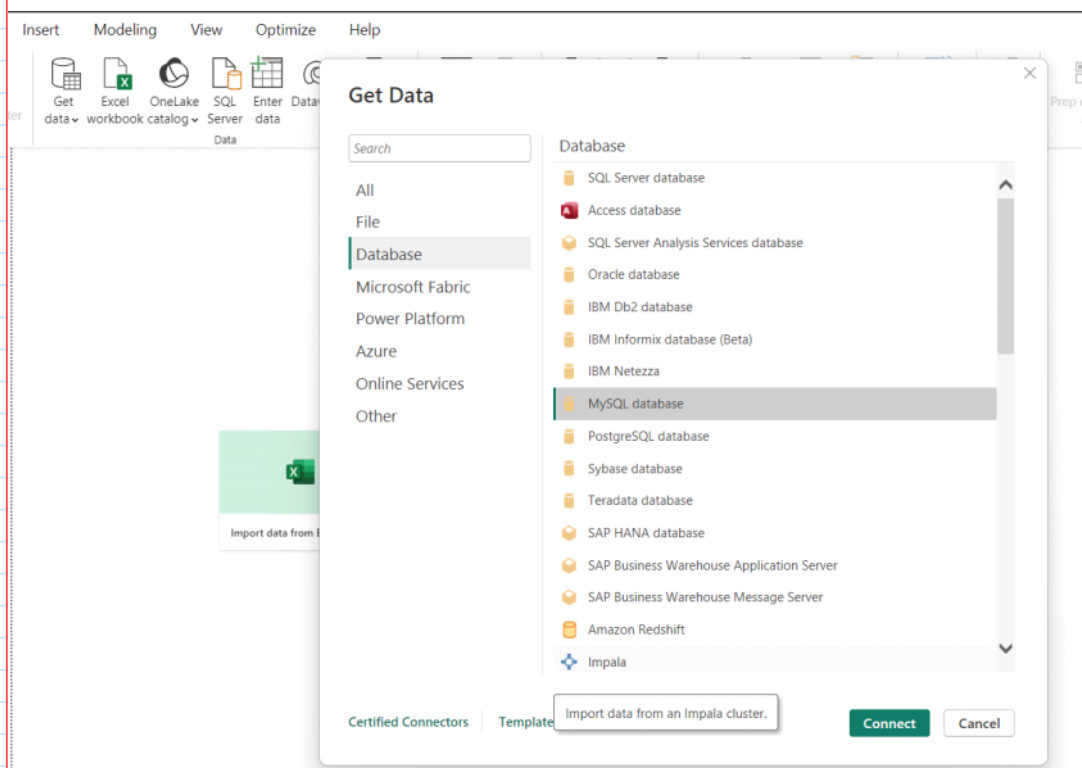 Insert Modeling View Optimize Help
Get data
Excel workbook
OneLake catalog
SQL Server
Enter data
Data
Get Data
Search
All
File
Database
Microsoft Fabric
Power Platform
Azure
Online Services
Other
Database
SQL Server database
Access database
SQL Server Analysis Services database
Oracle database
IBM Db2 database
IBM Informix database (Beta)
IBM Netezza
MySQL database
PostgreSQL database
Sybase database
Teradata database
SAP HANA database
SAP Business Warehouse Application Server
SAP Business Warehouse Message Server
Amazon Redshift
Impala
Import data from an Impala cluster.
Import data from
Certified Connectors
Template
Connect
Cancel
Prep